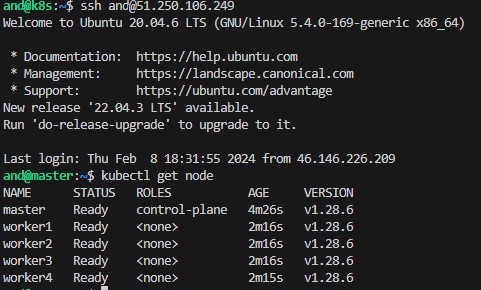 and@k8s:~$ ssh and@51.250.106.249
Welcome to Ubuntu 20.04.6 LTS (GNU/Linux 5.4.0-169-generic x86_64)
* Documentation: https://help.ubuntu.com
* Management: https://landscape.canonical.com
* Support: https://ubuntu.com/advantage
New release '22.04.3 LTS' available.
Run 'do-release-upgrade' to upgrade to it.
Last login: Thu Feb 8 18:31:55 2024 from 46.146.226.209
and@master:~$ kubectl get node
NAME STATUS ROLES AGE VERSION
master Ready control-plane 4m26s v1.28.6
worker1 Ready <none> 2m16s v1.28.6
worker2 Ready <none> 2m16s v1.28.6
worker3 Ready <none> 2m16s v1.28.6
worker4 Ready <none> 2m15s v1.28.6